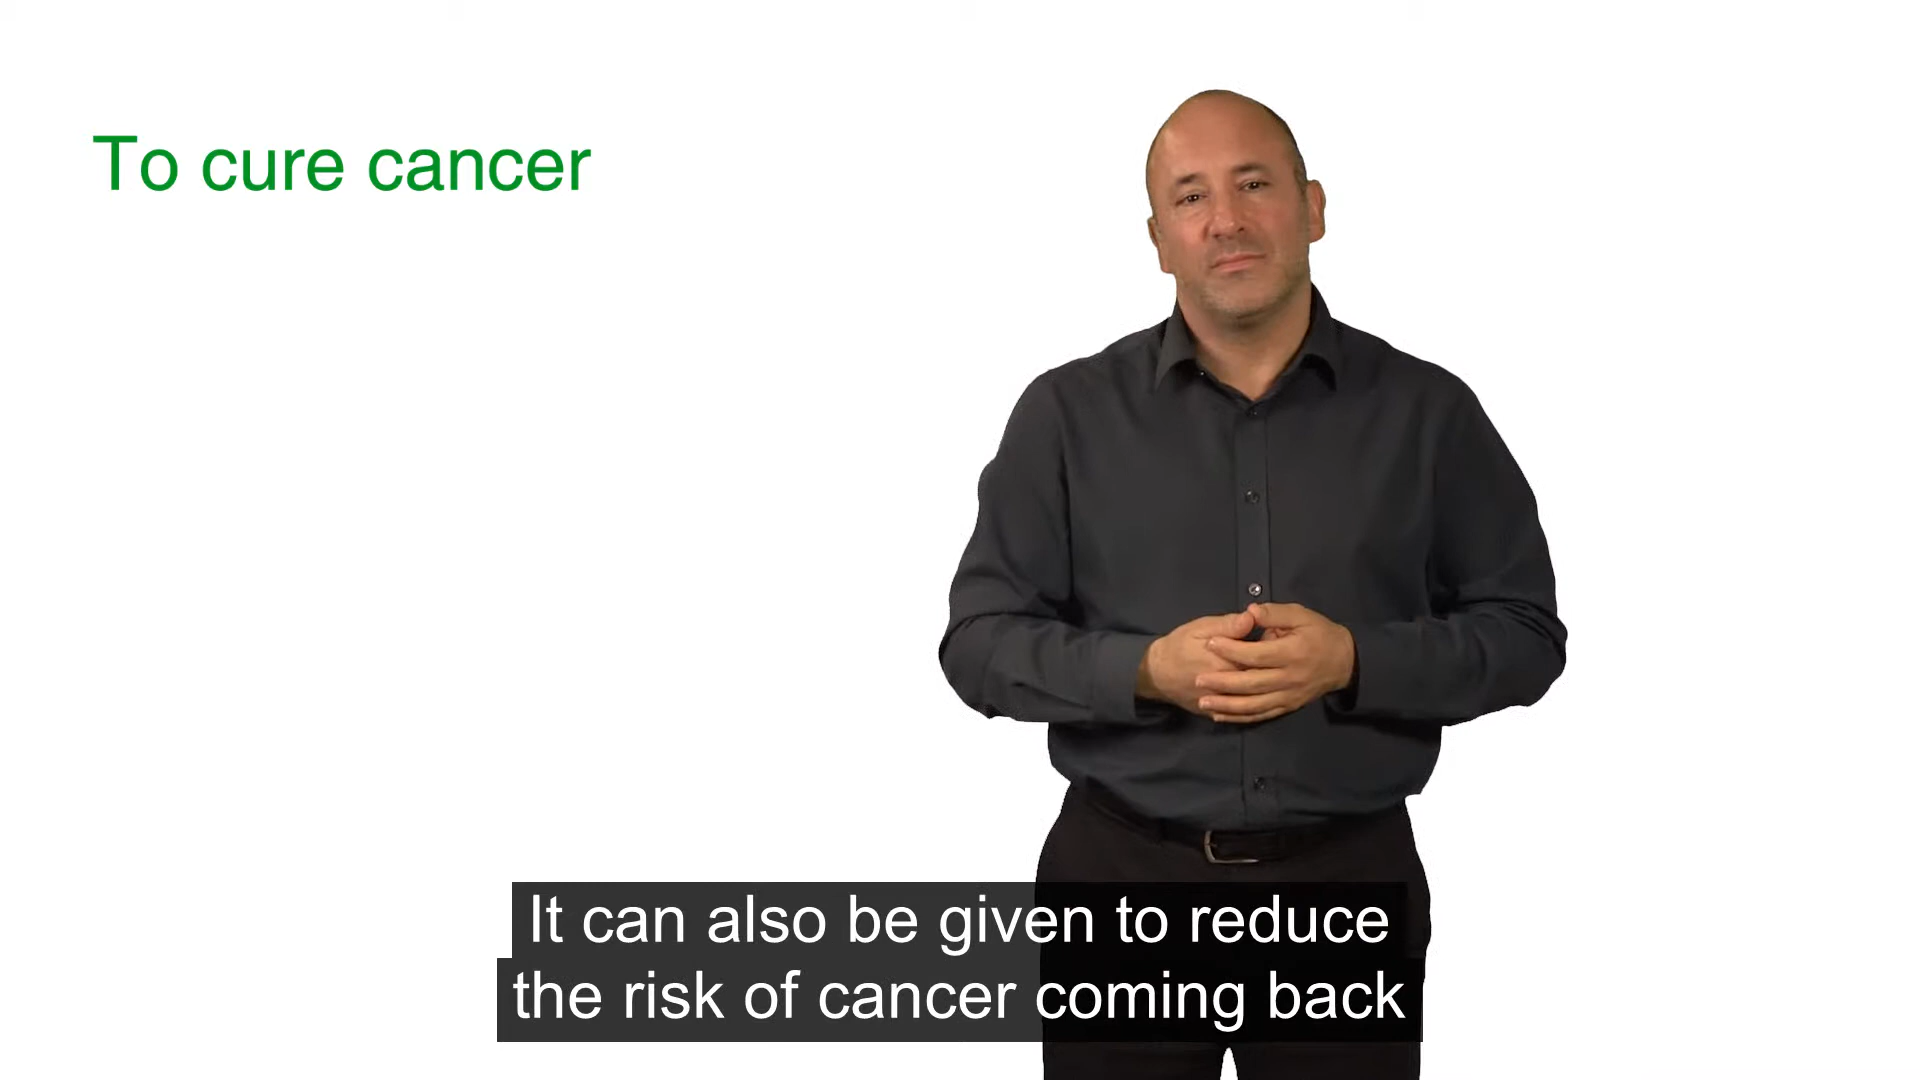 To cure cancer
It can also be given to reduce
the risk of cancer coming back